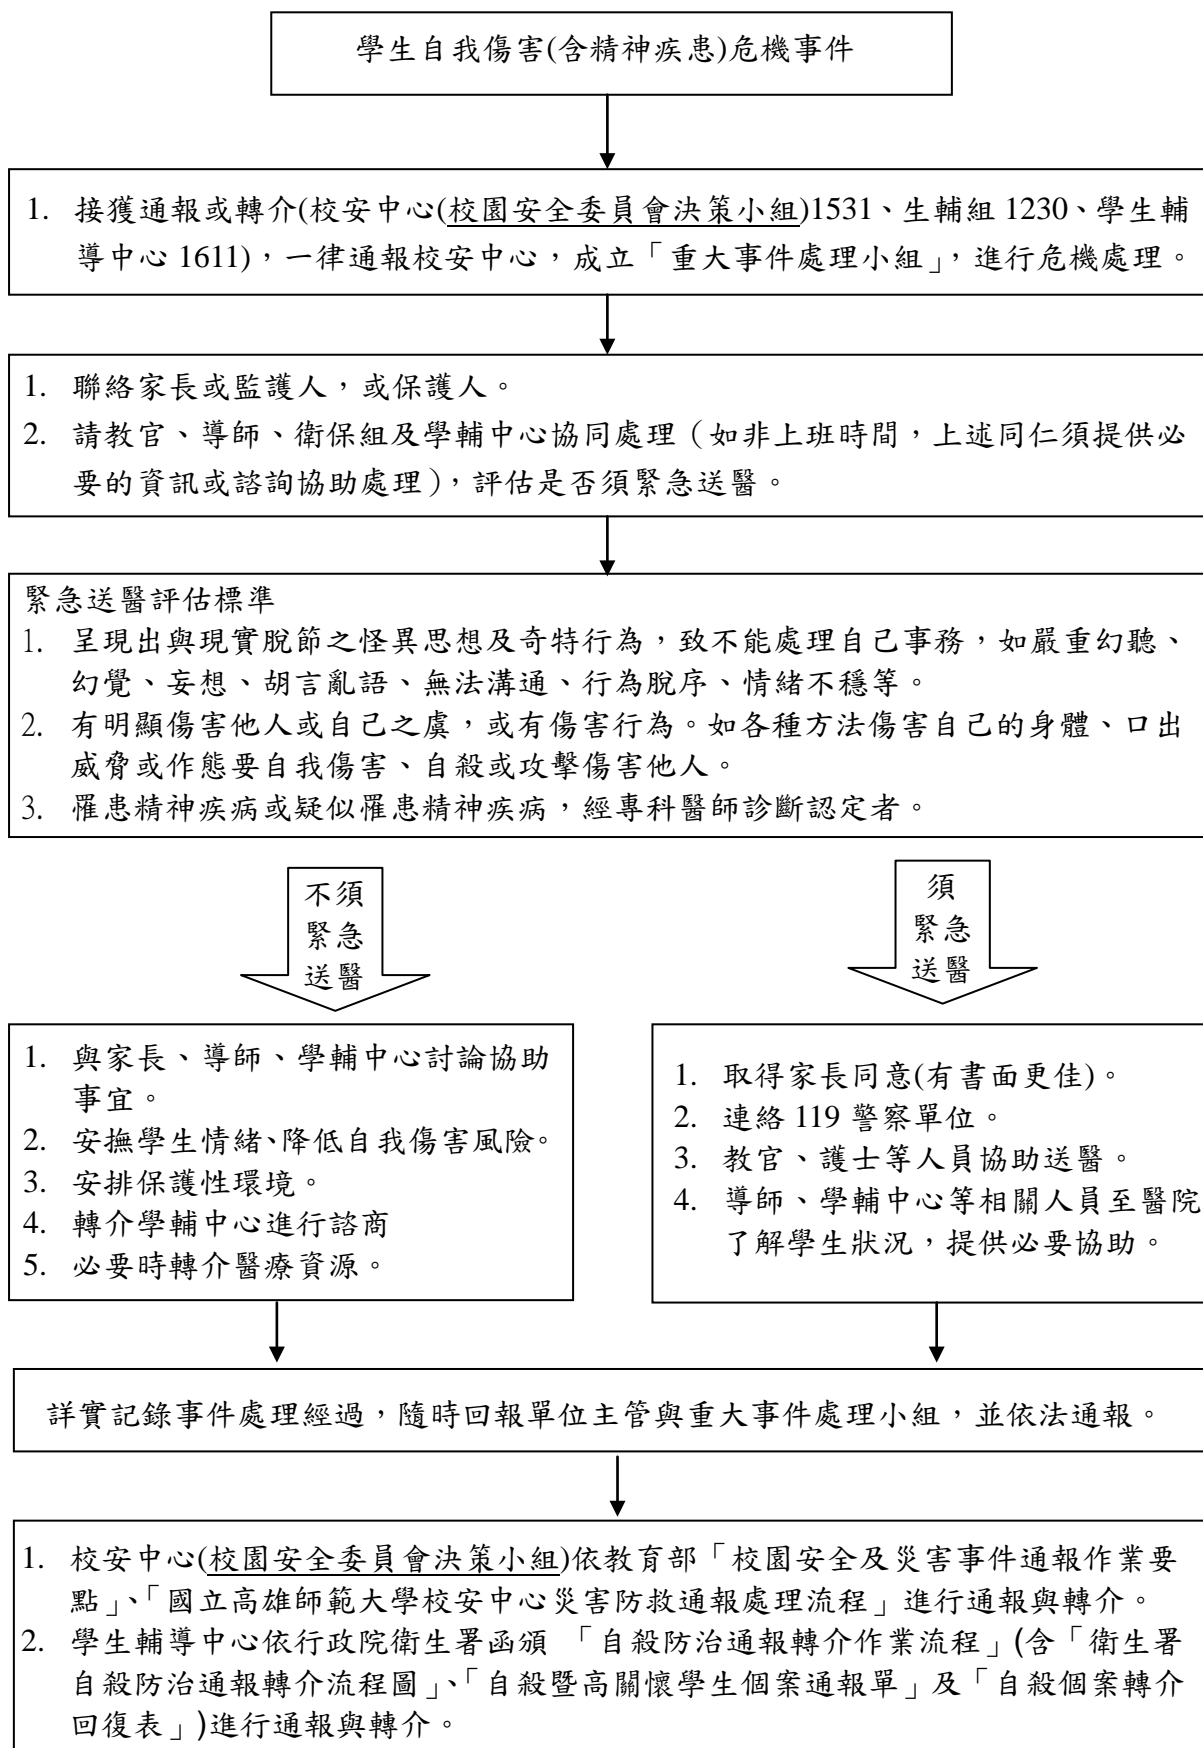 學生自我傷害(含精神疾患)危機事件
1. 接獲通報或轉介(校安中心(校園安全委員會決策小組)1531、生輔組 1230、學生輔
導中心 1611)，一律通報校安中心，成立「重大事件處理小組」，進行危機處理。
1. 聯絡家長或監護人，或保護人。
2. 請教官、導師、衛保組及學輔中心協同處理（如非上班時間，上述同仁須提供必
要的資訊或諮詢協助處理），評估是否須緊急送醫。
緊急送醫評估標準
1. 呈現出與現實脫節之怪異思想及奇特行為，致不能處理自己事務，如嚴重幻聽、
幻覺、妄想、胡言亂語、無法溝通、行為脫序、情緒不穩等。
2. 有明顯傷害他人或自己之虞，或有傷害行為。如各種方法傷害自己的身體、口出
威脅或作態要自我傷害、自殺或攻擊傷害他人。
3. 罹患精神疾病或疑似罹患精神疾病，經專科醫師診斷認定者。
不須
緊急
送醫
須
緊急
送醫
1. 與家長、導師、學輔中心討論協助
事宜。
2. 安撫學生情緒、降低自我傷害風險。
3. 安排保護性環境。
4. 轉介學輔中心進行諮商
5. 必要時轉介醫療資源。
1. 取得家長同意(有書面更佳)。
2. 連絡 119 警察單位。
3. 教官、護士等人員協助送醫。
4. 導師、學輔中心等相關人員至醫院
了解學生狀況，提供必要協助。
詳實記錄事件處理經過，隨時回報單位主管與重大事件處理小組，並依法通報。
1. 校安中心(校園安全委員會決策小組)依教育部「校園安全及災害事件通報作業要
點」、「國立高雄師範大學校安中心災害防救通報處理流程」進行通報與轉介。
2. 學生輔導中心依行政院衛生署函頒 「自殺防治通報轉介作業流程」(含「衛生署
自殺防治通報轉介流程圖」、「自殺暨高關懷學生個案通報單」及「自殺個案轉介
回復表」)進行通報與轉介。